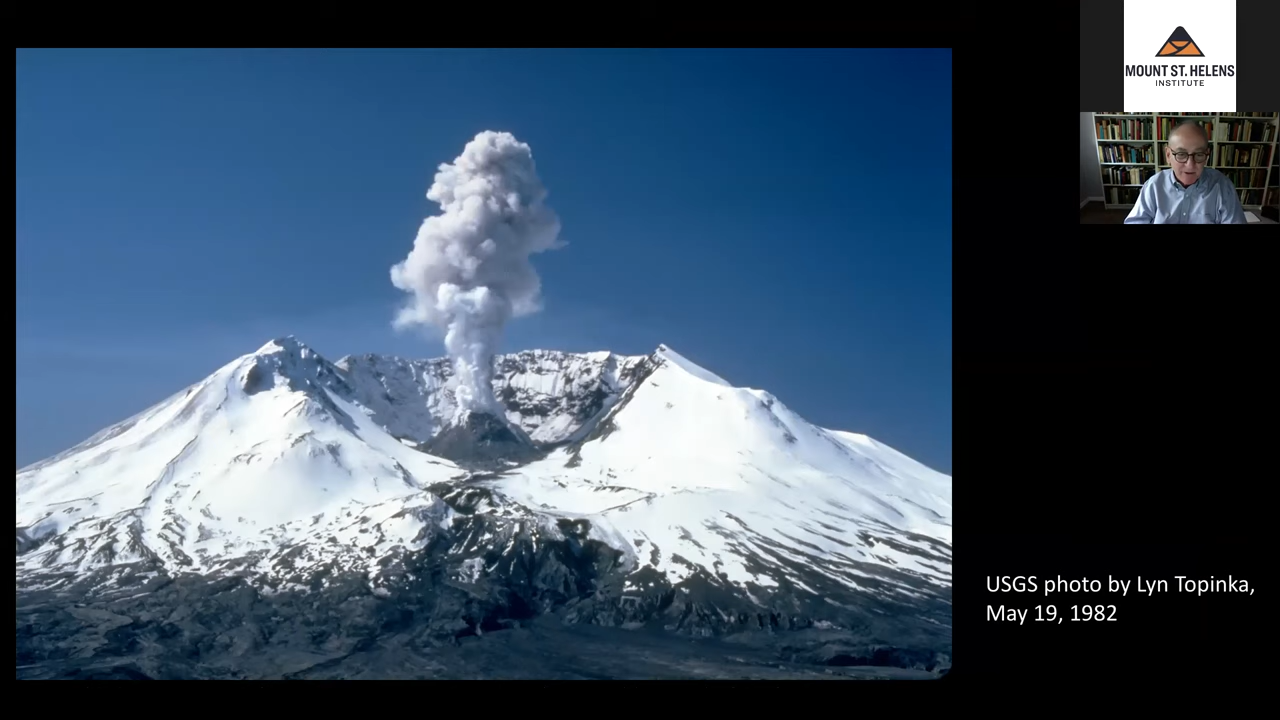 MOUNT ST. HELENS
INSTITUTE
USGS photo by Lyn Topinka,
May 19, 1982